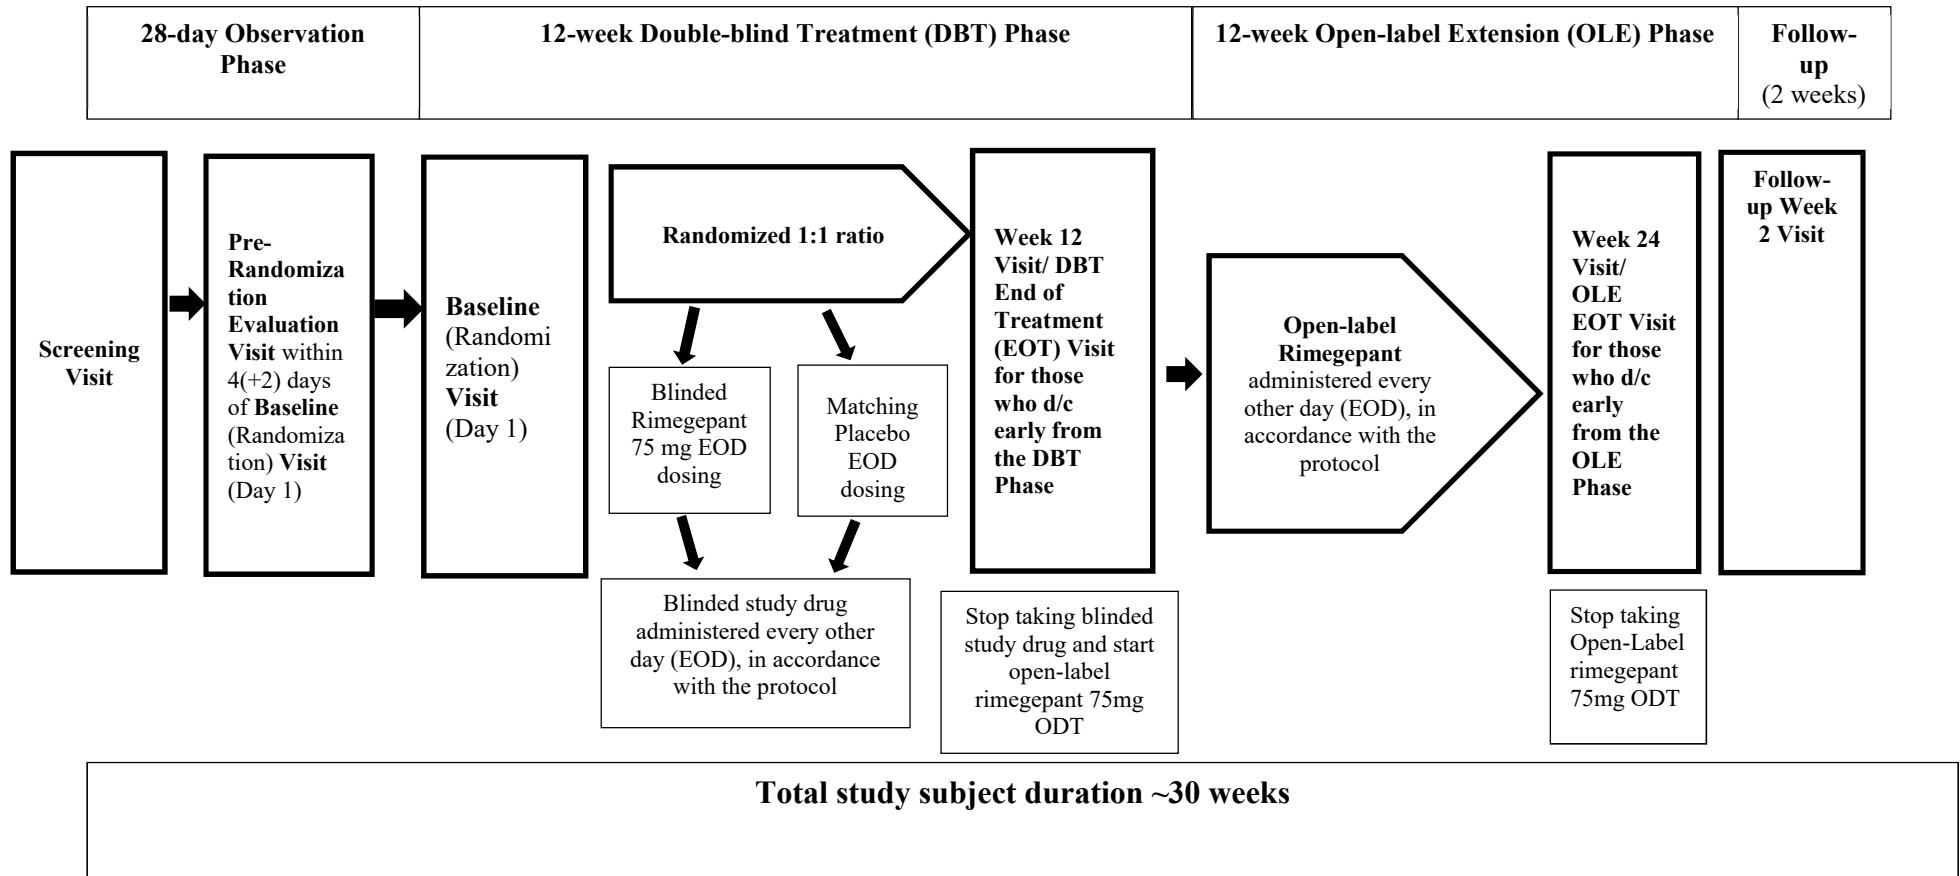 28-day Observation
Phase
12-week Double-blind Treatment (DBT) Phase
12-week Open-label Extension (OLE) Phase
Follow-
up
(2 weeks)
Screening
Visit
Pre-
Randomiza
tion
Evaluation
Visit within
4(+2) days
of Baseline
(Randomiza
tion) Visit
(Day 1)
Baseline
(Randomi
zation)
Visit
(Day 1)
Randomized 1:1 ratio
Blinded
Rimegepant
75 mg EOD
dosing
Matching
Placebo
EOD
dosing
Blinded study drug
administered every other
day (EOD), in accordance
with the protocol
Week 12
Visit/ DBT
End of
Treatment
(EOT) Visit
for those
who d/c
early from
the DBT
Phase
Stop taking blinded
study drug and start
open-label
rimegepant 75mg
ODT
Open-label
Rimegepant
administered every
other day (EOD), in
accordance with the
protocol
Week 24
Visit/
OLE
EOT Visit
for those
who d/c
early
from the
OLE
Phase
Stop taking
Open-Label
rimegepant
75mg ODT
Follow-
up Week
2 Visit
Total study subject duration ~30 weeks